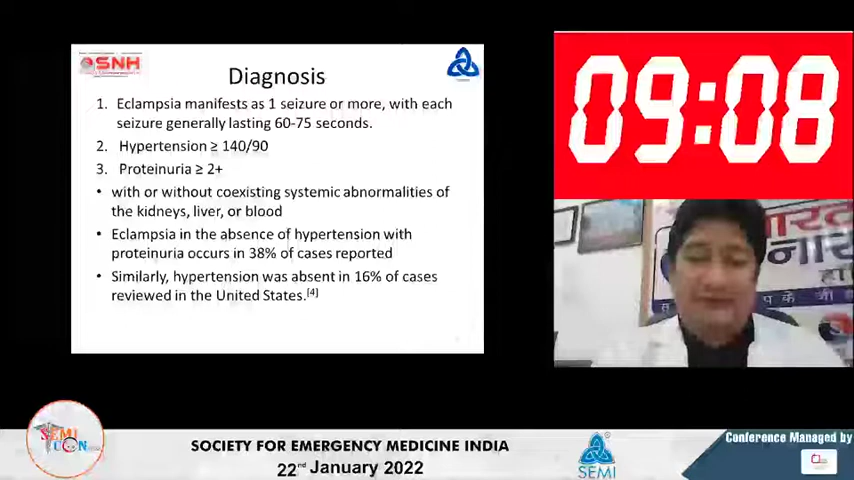 SNH
Diagnosis
1. Eclampsia manifests as 1 seizure or more, with each
seizure generally lasting 60-75 seconds.
2. Hypertension ≥ 140/90
3. Proteinuria ≥ 2+
• with or without coexisting systemic abnormalities of
the kidneys, liver, or blood
• Eclampsia in the absence of hypertension with
proteinuria occurs in 38% of cases reported
• Similarly, hypertension was absent in 16% of cases
reviewed in the United States.[4]
09:08
SOCIETY FOR EMERGENCY MEDICINE INDIA
22nd January 2022
SEMI
Conference Managed by